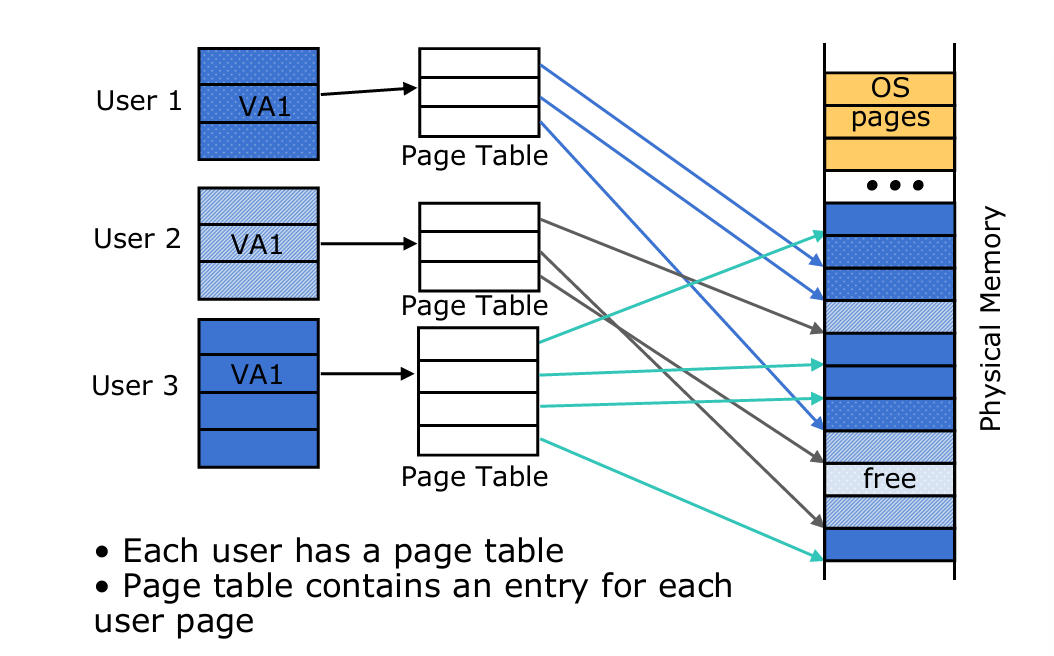 User 1
VA1
Page Table
User 2
VA1
Page Table
User 3
VA1
Page Table
OS
pages
• • •
free
Physical Memory
• Each user has a page table
• Page table contains an entry for each
user page